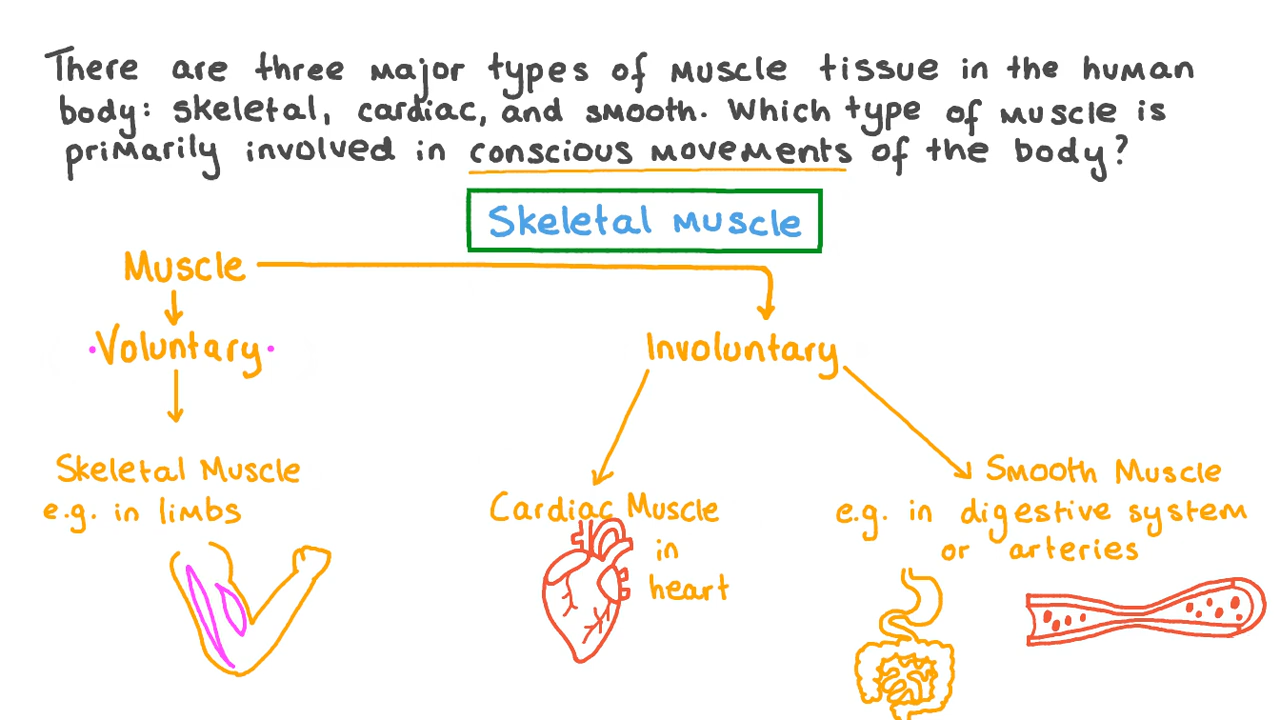 There are three major types of muscle tissue in the human
body: skeletal, cardiac, and smooth. Which type of muscle is
primarily involved in conscious movements of the body?
Skeletal muscle
Muscle
Voluntary
Involuntary
Skeletal Muscle
e.g. in limbs
Cardiac Muscle
in
heart
Smooth Muscle
e.g. in digestive system
or arteries